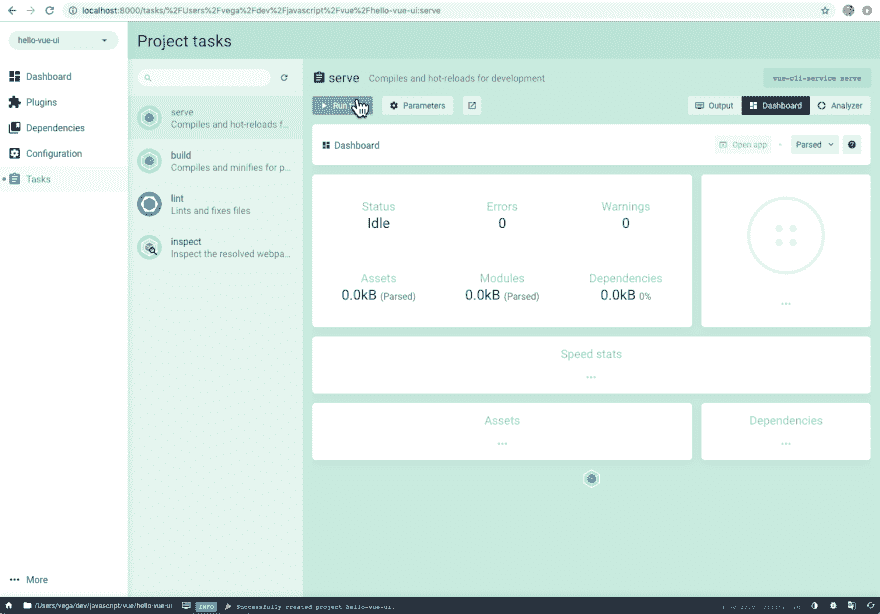 localhost:8000/tasks/%2FUsers%2Fvega%2Fdev%2Fjavascript%2Fvue%2Fhello-vue-ui:serve
hello-vue-ui
Project tasks
Dashboard
Plugins
Dependencies
Configuration
Tasks
More
serve
Compiles and hot-reloads f...
build
Compiles and minifies for p...
lint
Lints and fixes files
inspect
Inspect the resolved webpa...
serve Compiles and hot-reloads for development
vue-cli-service serve
Run
Parameters
Output
Dashboard
Analyzer
Dashboard
Open app
Parsed
Status
Idle
Errors
0
Warnings
0
Assets
0.0kB (Parsed)
Modules
0.0kB (Parsed)
Dependencies
0.0kB 0%
...
Speed stats
...
Assets
...
Dependencies
...
/Users/vega/dev/javascript/vue/hello-vue-ui
INFO
Successfully created project hello-vue-ui.